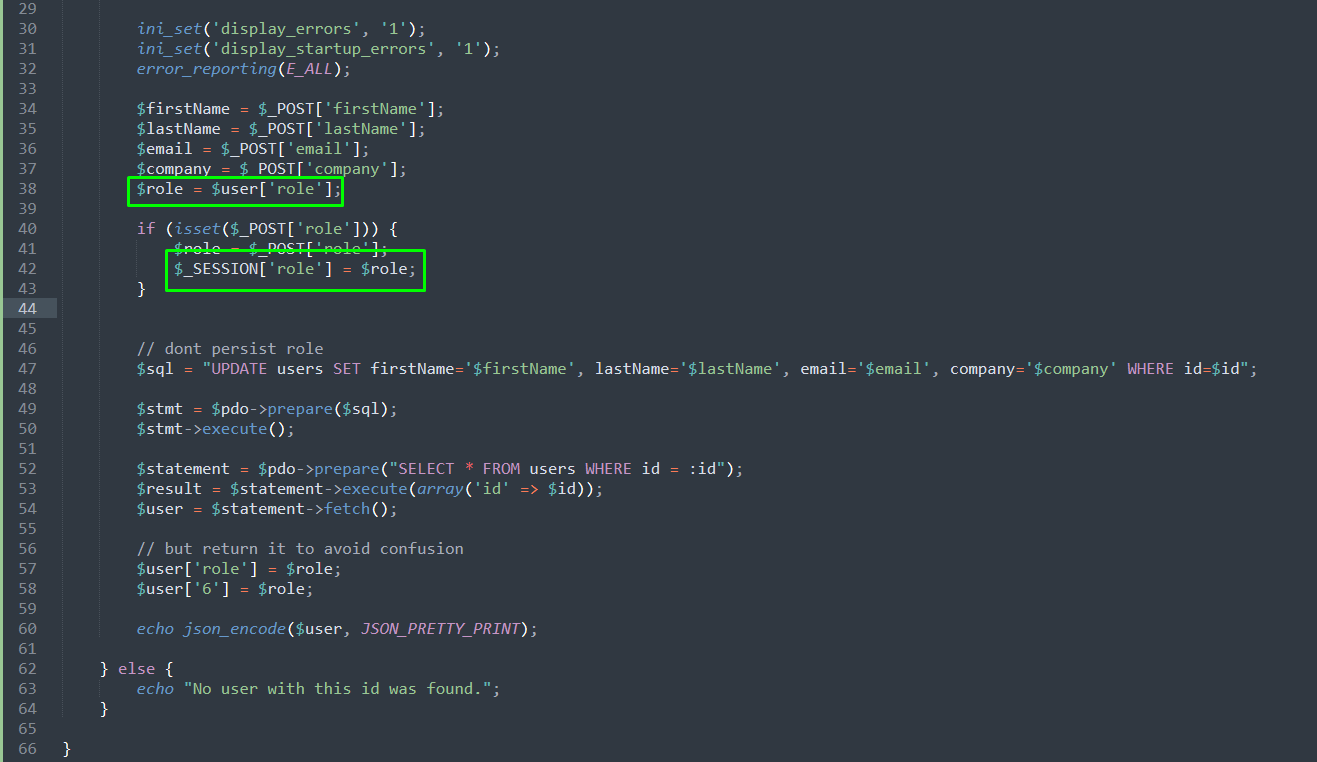 29
30 ini_set('display_errors', '1');
31 ini_set('display_startup_errors', '1');
32 error_reporting(E_ALL);
33
34 $firstName = $_POST['firstName'];
35 $lastName = $_POST['lastName'];
36 $email = $_POST['email'];
37 $company = $_POST['company'];
38 $role = $user['role'];
39
40 if (isset($_POST['role'])) {
41 $role = $_POST['role'];
42 $_SESSION['role'] = $role;
43 }
44
45
46 // dont persist role
47 $sql = "UPDATE users SET firstName='$firstName', lastName='$lastName', email='$email', company='$company' WHERE id=$id";
48
49 $stmt = $pdo->prepare($sql);
50 $stmt->execute();
51
52 $statement = $pdo->prepare("SELECT * FROM users WHERE id = :id");
53 $result = $statement->execute(array('id' => $id));
54 $user = $statement->fetch();
55
56 // but return it to avoid confusion
57 $user['role'] = $role;
58 $user['6'] = $role;
59
60 echo json_encode($user, JSON_PRETTY_PRINT);
61
62 } else {
63 echo "No user with this id was found.";
64 }
65
66 }